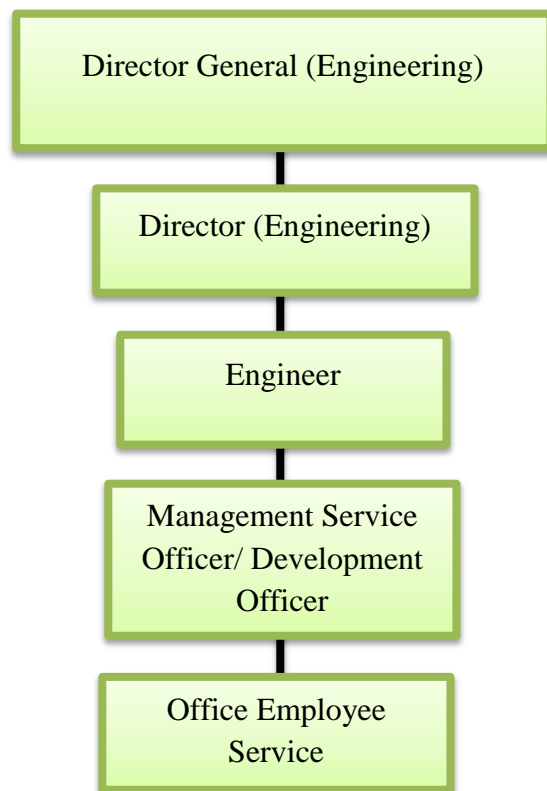 Director General (Engineering)
Director (Engineering)
Engineer
Management Service
Officer/ Development
Officer
Office Employee
Service